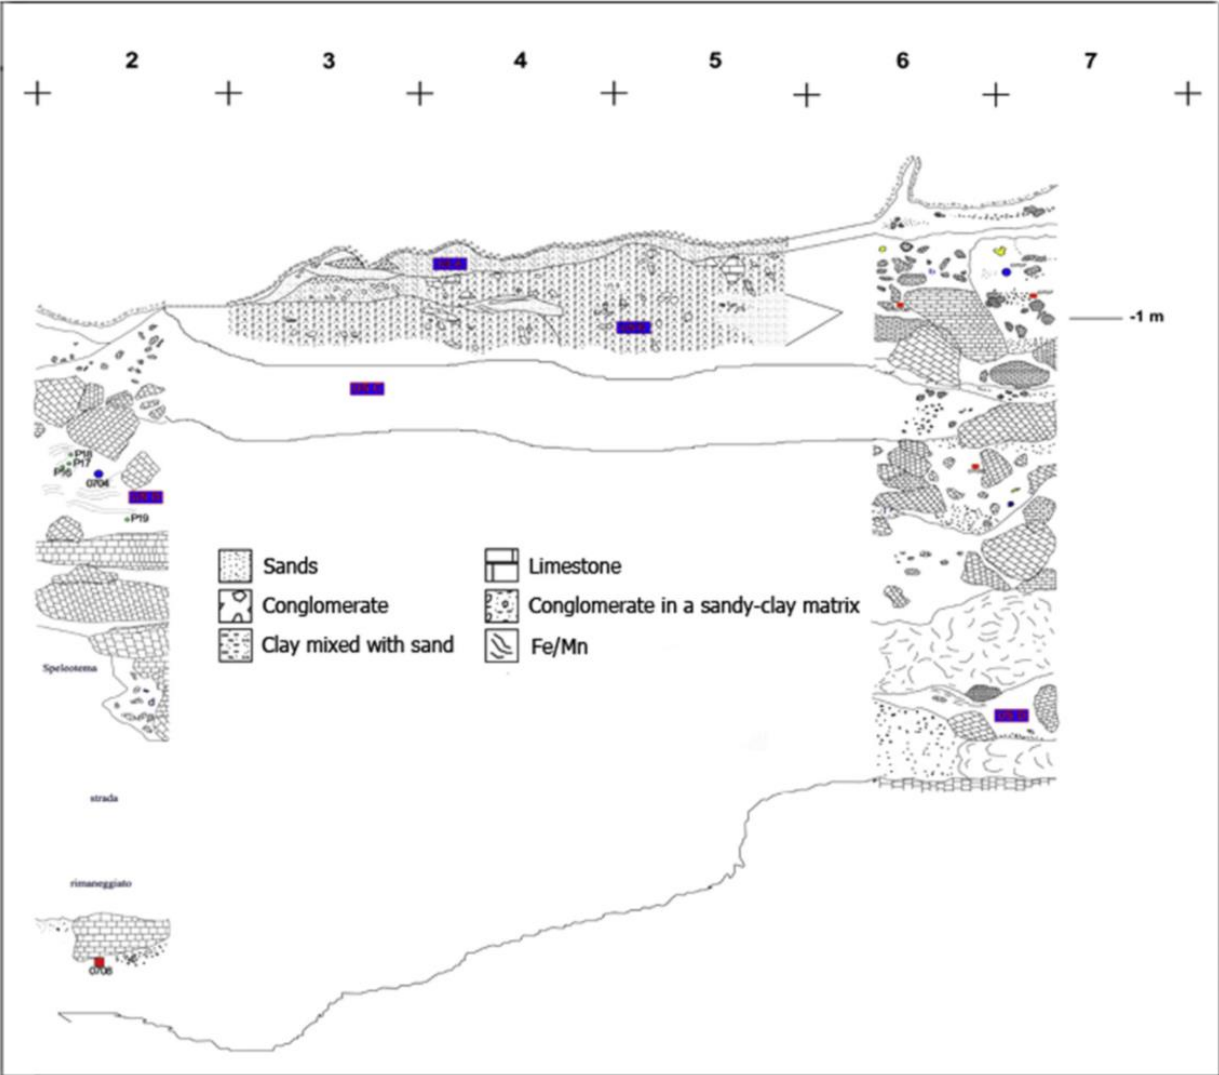 2 3 4 5 6 7
-1 m
P18
P17
P16
0704
P19
Sands
Limestone
Conglomerate
Conglomerate in a sandy-clay matrix
Clay mixed with sand
Fe/Mn
Speleotema
strada
rimaneggiato
0708